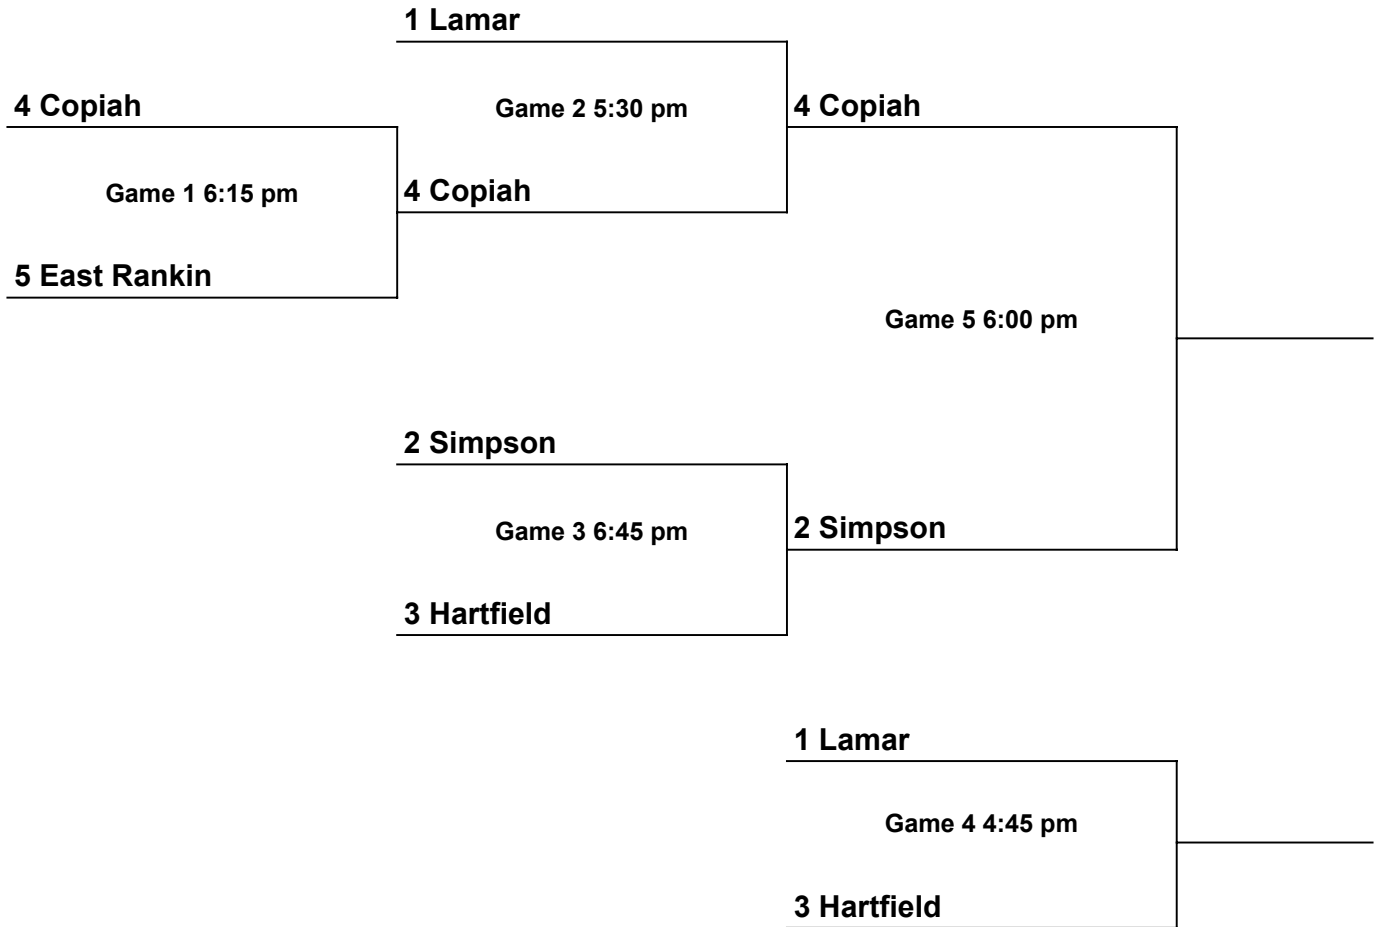 1 Lamar
4 Copiah
Game 2 5:30 pm
4 Copiah
Game 1 6:15 pm
4 Copiah
5 East Rankin
Game 5 6:00 pm
2 Simpson
Game 3 6:45 pm
2 Simpson
3 Hartfield
1 Lamar
Game 4 4:45 pm
3 Hartfield